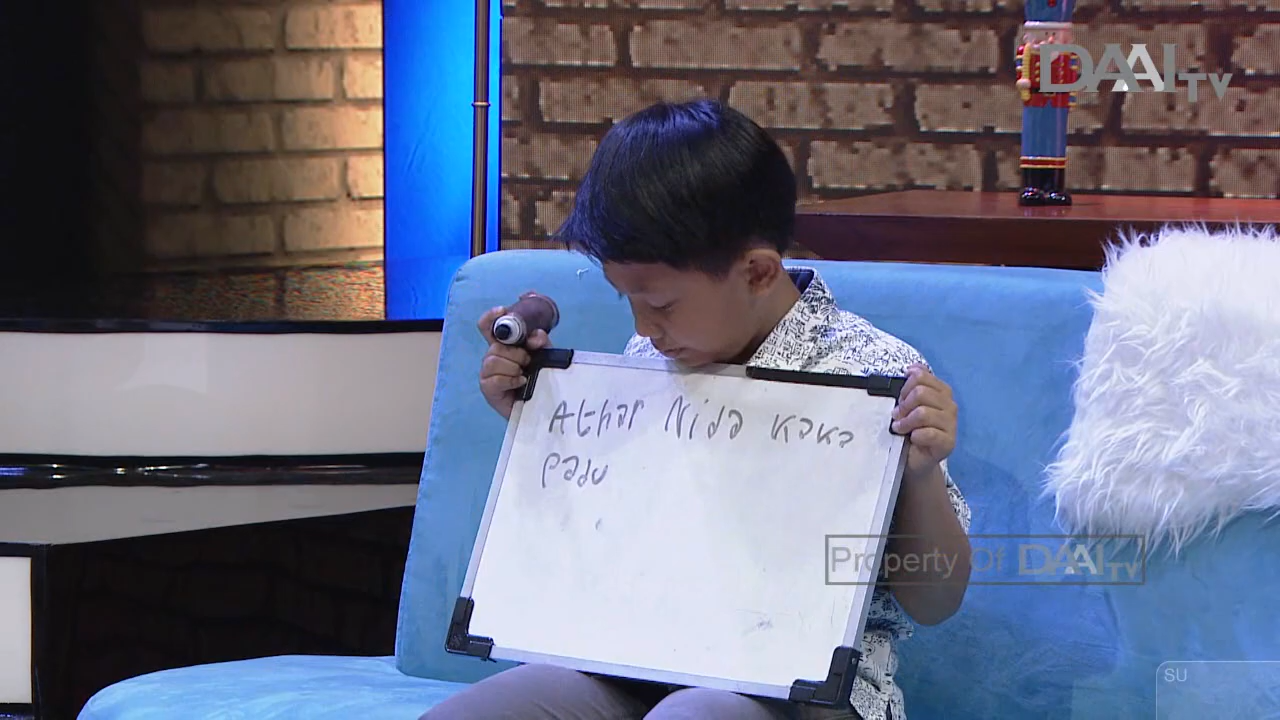 DAAI TV
Athar Nida kaka
Padu
Property Of DAAI TV
SU